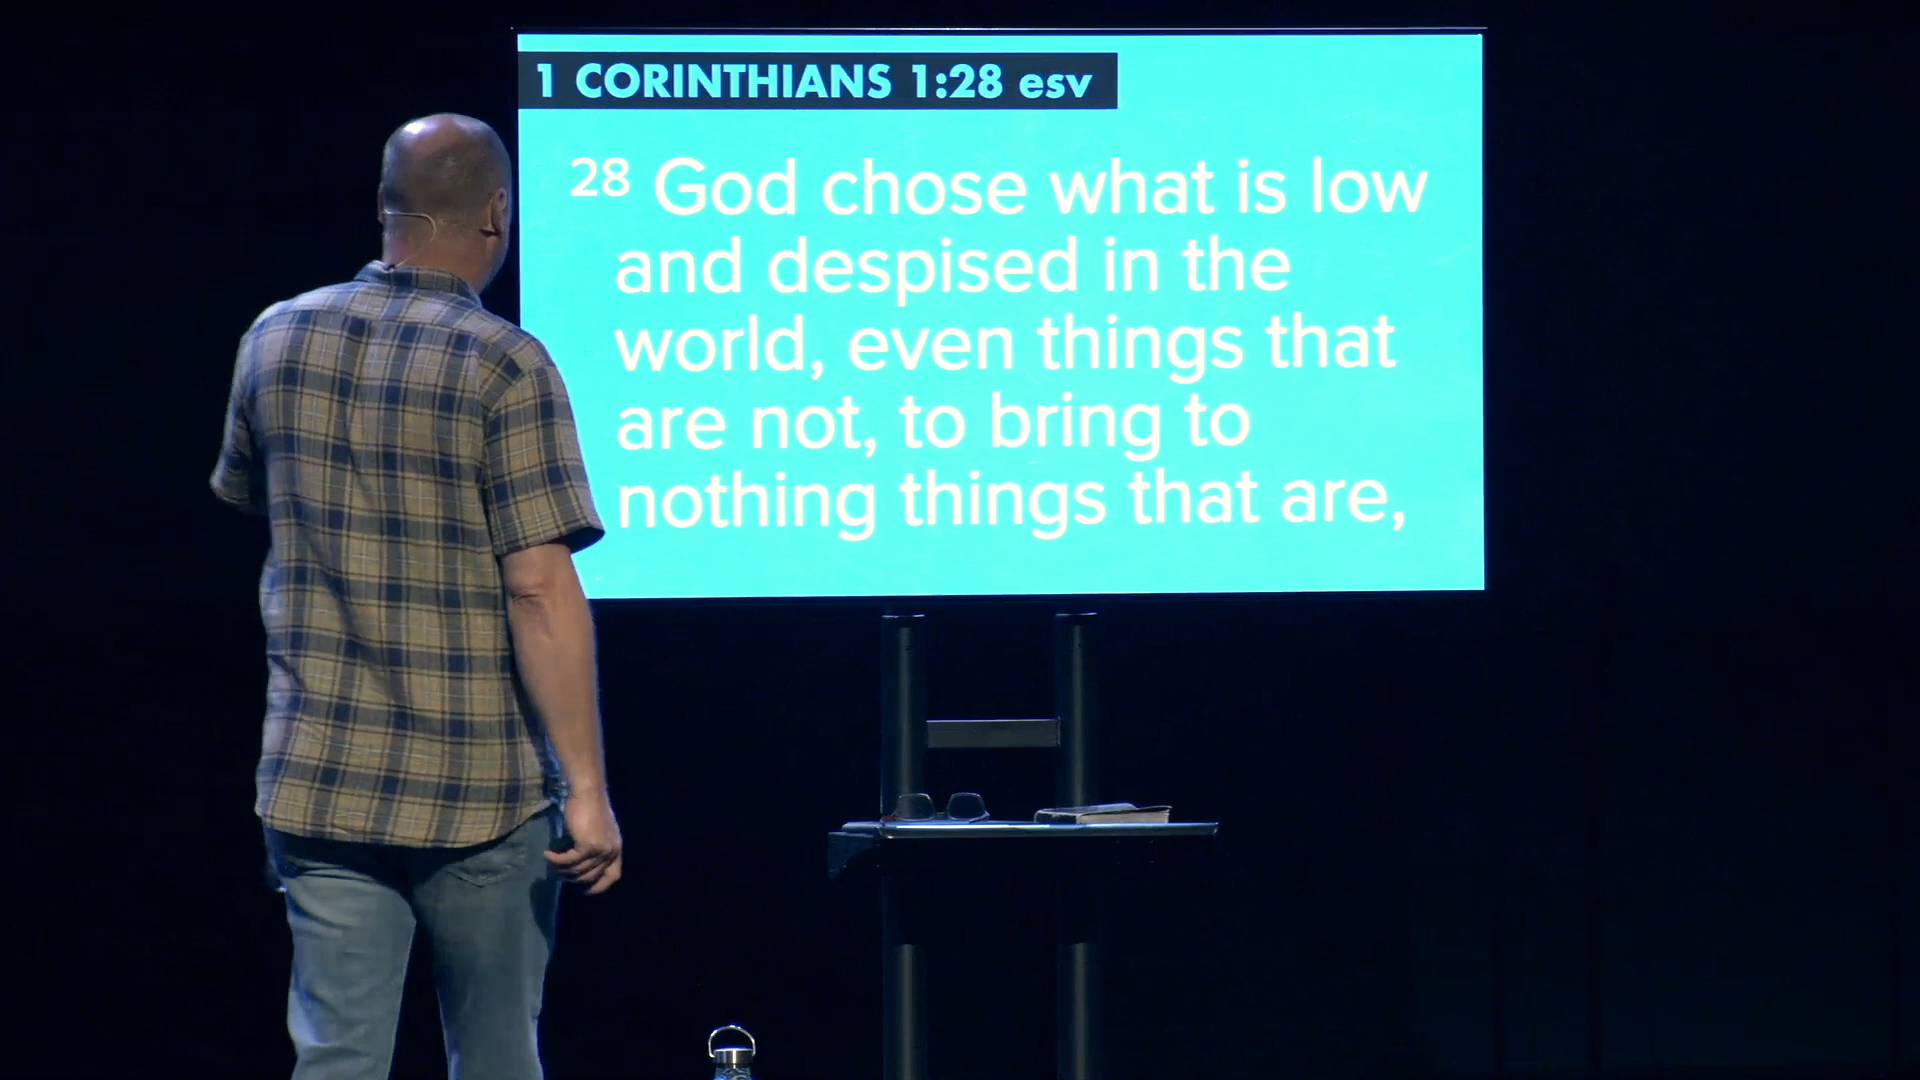 1 CORINTHIANS 1:28 esv
28 God chose what is low
and despised in the
world, even things that
are not, to bring to
nothing things that are,